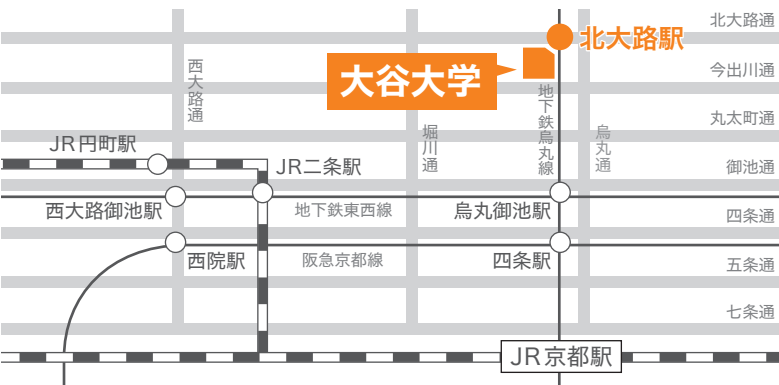 北大路通
北大路駅
大谷大学
今出川通
西大路通
地下鉄烏丸線
丸太町通
堀川通
烏丸通
JR円町駅
JR二条駅
御池通
西大路御池駅
地下鉄東西線
烏丸御池駅
四条通
西院駅
阪急京都線
四条駅
五条通
七条通
JR京都駅